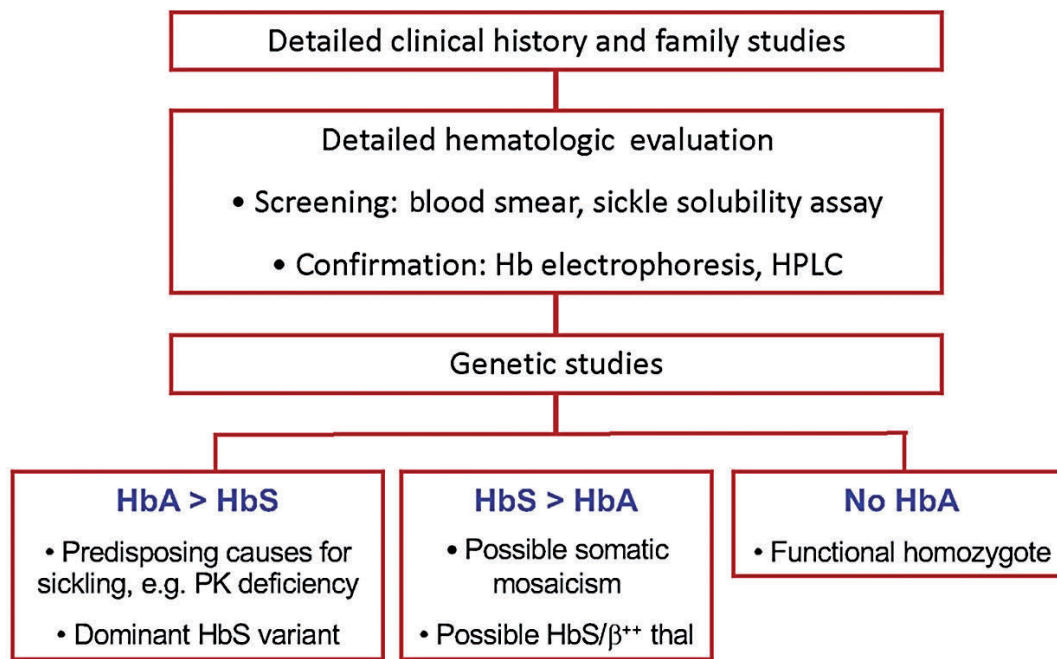 Detailed clinical history and family studies
Detailed hematologic evaluation
• Screening: blood smear, sickle solubility assay
• Confirmation: Hb electrophoresis, HPLC
Genetic studies
HbA > HbS
• Predisposing causes for
sickling, e.g. PK deficiency
• Dominant HbS variant
HbS > HbA
• Possible somatic
mosaicism
• Possible HbS/β⁺⁺ thal
No HbA
• Functional homozygote